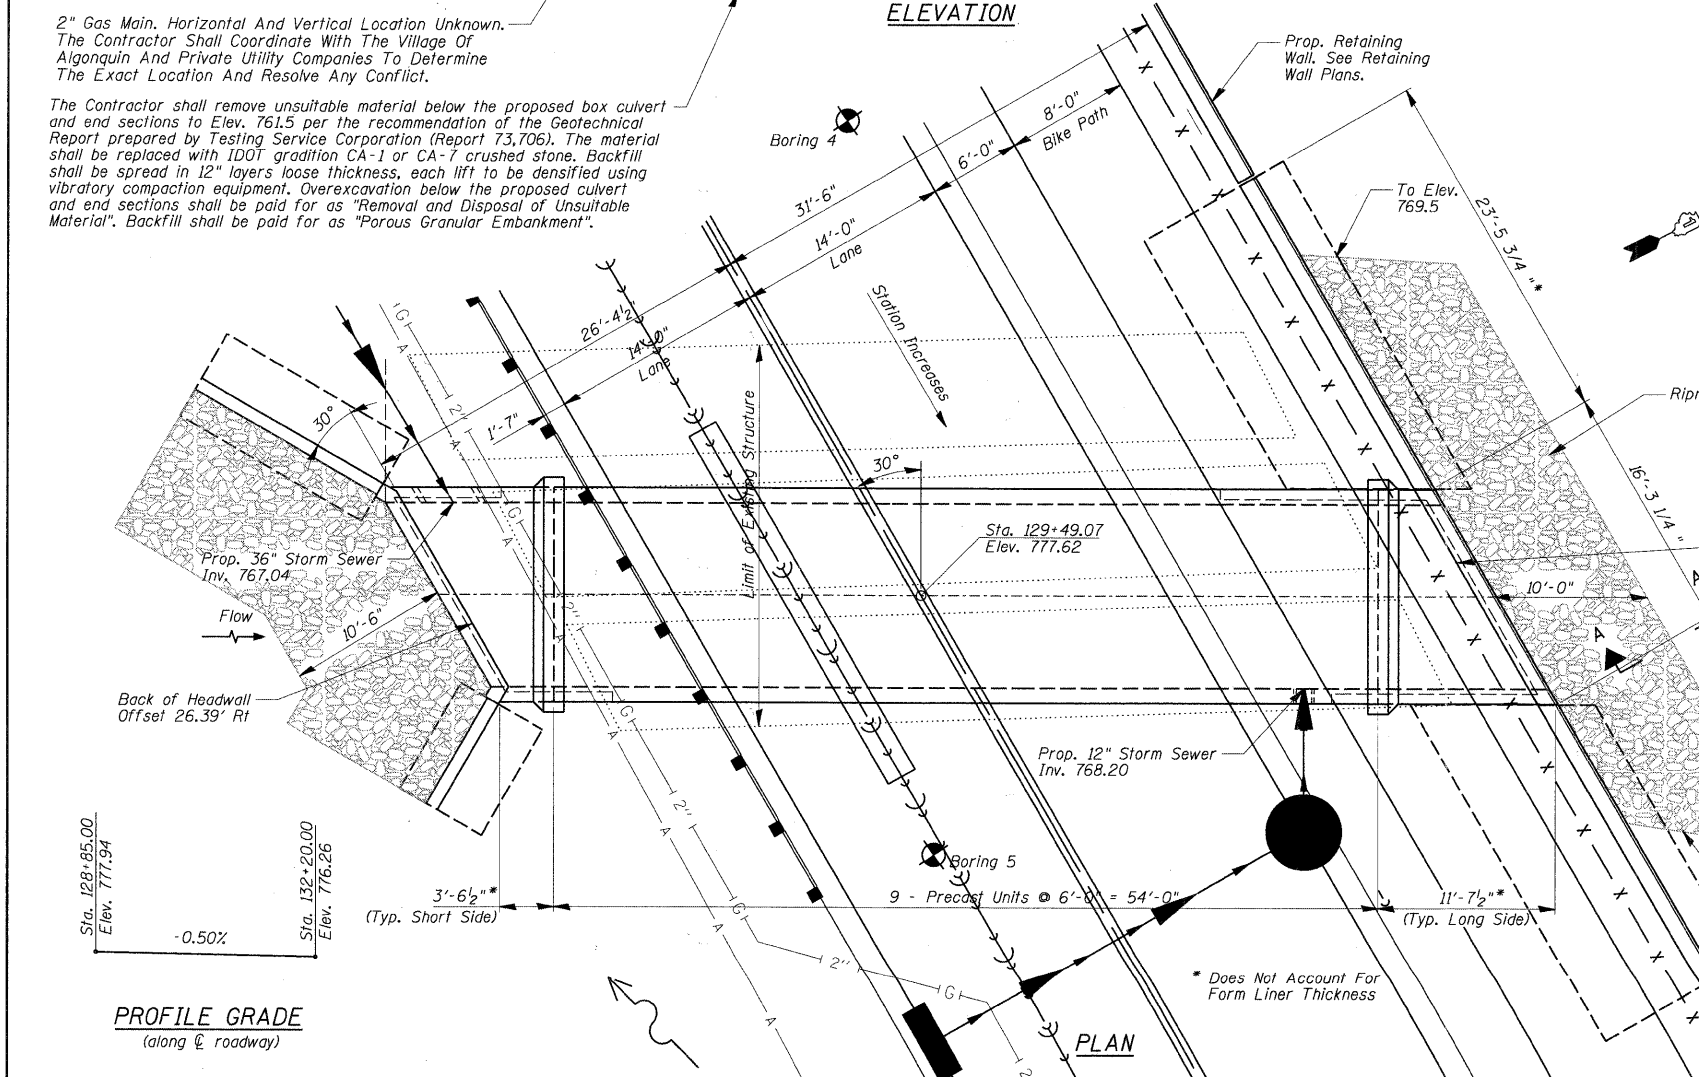 ELEVATION
2" Gas Main. Horizontal And Vertical Location Unknown.
The Contractor Shall Coordinate With The Village Of
Algonquin And Private Utility Companies To Determine
The Exact Location And Resolve Any Conflict.
The Contractor shall remove unsuitable material below the proposed box culvert
and end sections to Elev. 761.5 per the recommendation of the Geotechnical
Report prepared by Testing Service Corporation (Report 73,706). The material
shall be replaced with IDOT gradition CA-1 or CA-7 crushed stone. Backfill
shall be spread in 12" layers loose thickness, each lift to be densified using
vibratory compaction equipment. Overexcavation below the proposed culvert
and end sections shall be paid for as "Removal and Disposal of Unsuitable
Material". Backfill shall be paid for as "Porous Granular Embankment".
Prop. Retaining
Wall. See Retaining
Wall Plans.
Boring 4
8'-0"
Bike Path
6'-0"
31'-6"
14'-0"
Lane
To Elev.
769.5
23'-5 3/4 "*
Station Increases
26'-4½"
14'-0"
Lane
1'-7"
30°
30°
Limit of Existing Structure
Ripr
16'-3 1/4 "
Sta. 129+49.07
Elev. 777.62
Prop. 36" Storm Sewer
Inv. 767.04
Flow
10'-6"
10'-0"
A
Back of Headwall
Offset 26.39' Rt
Prop. 12" Storm Sewer
Inv. 768.20
Boring 5
3'-6½"*
(Typ. Short Side)
9 - Precast Units @ 6'-0" = 54'-0"
11'-7½"*
(Typ. Long Side)
Sta. 128+85.00
Elev. 777.94
-0.50%
Sta. 132+20.00
Elev. 776.26
* Does Not Account For
Form Liner Thickness
PROFILE GRADE
(along ℄ roadway)
PLAN